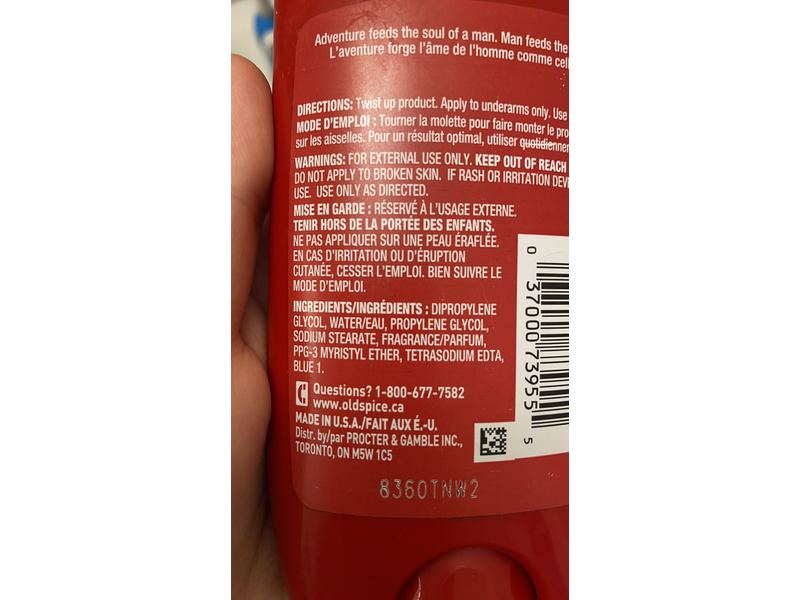 Adventure feeds the soul of a man. Man feeds the
L'aventure forge l'âme de l'homme comme
DIRECTIONS: Twist up product. Apply to underarms only. Use
MODE D'EMPLOI : Tourner la molette pour faire monter le
sur les aisselles. Pour un résultat optimal, utiliser
WARNINGS: FOR EXTERNAL USE ONLY. KEEP OUT OF REACH
DO NOT APPLY TO BROKEN SKIN. IF RASH OR IRRITATION
USE. USE ONLY AS DIRECTED.
MISE EN GARDE : RÉSERVÉ À L'USAGE EXTERNE.
TENIR HORS DE LA PORTÉE DES ENFANTS.
NE PAS APPLIQUER SUR UNE PEAU ÉRAFLÉE.
EN CAS D'IRRITATION OU D'ÉRUPTION
CUTANÉE, CESSER L'EMPLOI. BIEN SUIVRE LE
MODE D'EMPLOI.
INGREDIENTS/INGRÉDIENTS : DIPROPYLENE
GLYCOL, WATER/EAU, PROPYLENE GLYCOL,
SODIUM STEARATE, FRAGRANCE/PARFUM,
PPG-3 MYRISTYL ETHER, TETRASODIUM EDTA,
BLUE 1.
Questions? 1-800-677-7582
www.oldspice.ca
MADE IN U.S.A./FAIT AUX É.-U.
Distr. by/par PROCTER & GAMBLE INC.,
TORONTO, ON M5W 1C5
0 37000 73955 5
8360TNW2